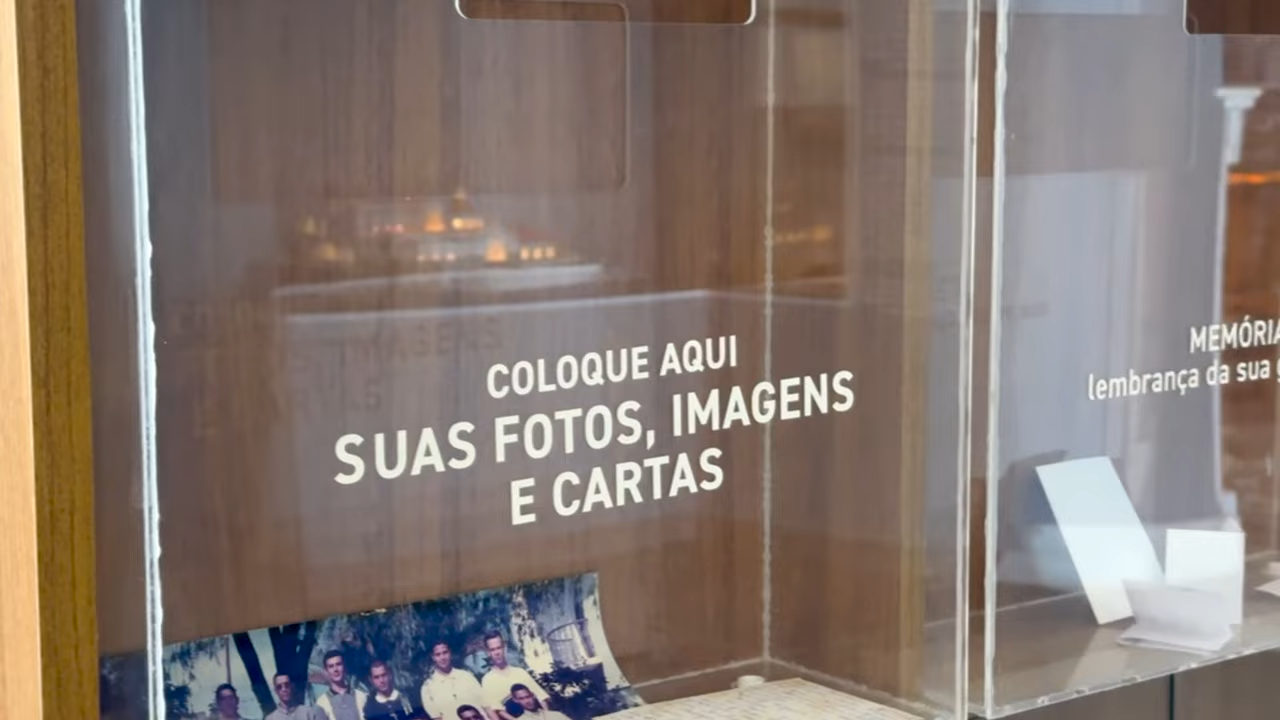 COLOQUE AQUI
SUAS FOTOS, IMAGENS
E CARTAS
MEMÓRIA
lembrança da sua